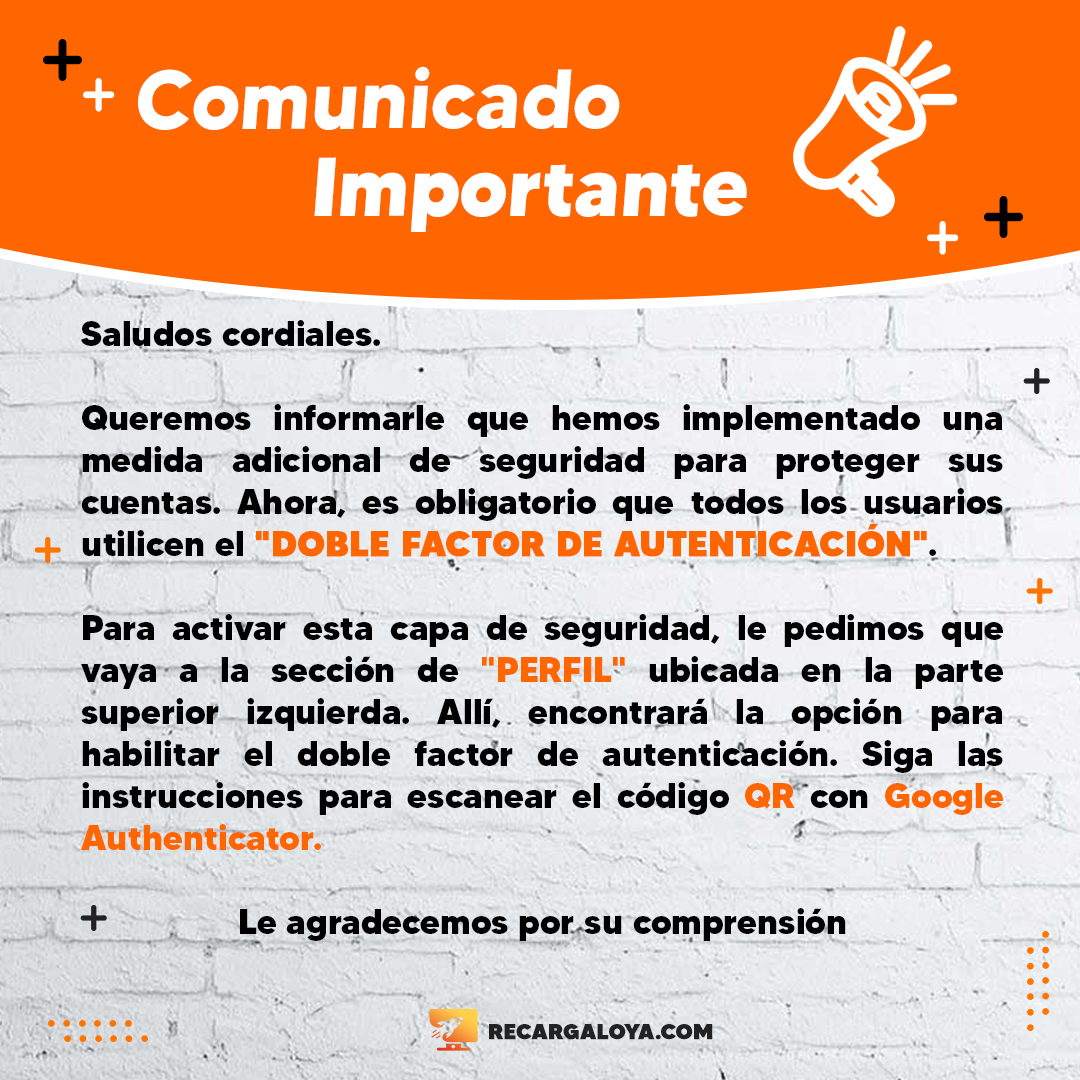 Comunicado
Importante
Saludos cordiales.
Queremos informarle que hemos implementado una
medida adicional de seguridad para proteger sus
cuentas. Ahora, es obligatorio que todos los usuarios
utilicen el "DOBLE FACTOR DE AUTENTICACIÓN".
Para activar esta capa de seguridad, le pedimos que
vaya a la sección de "PERFIL" ubicada en la parte
superior izquierda. Allí, encontrará la opción para
habilitar el doble factor de autenticación. Siga las
instrucciones para escanear el código QR con Google
Authenticator.
Le agradecemos por su comprensión
RECARGALOYA.COM